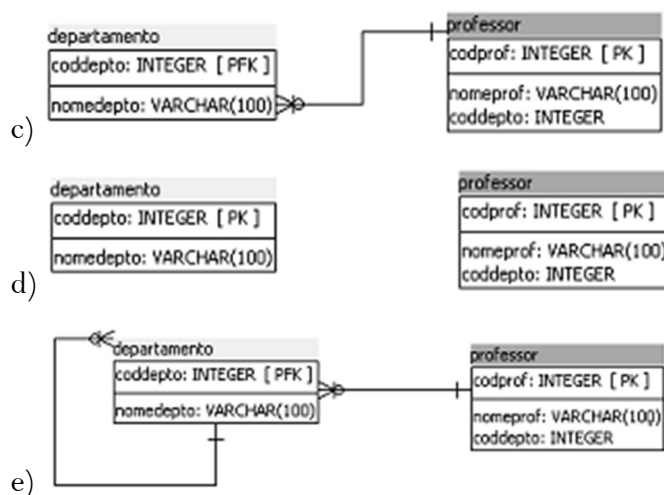 departamento
coddepto: INTEGER [ PFK ]
nomedepto: VARCHAR(100)
professor
codprof: INTEGER [ PK ]
nomeprof: VARCHAR(100)
coddepto: INTEGER
c)
departamento
coddepto: INTEGER [ PK ]
nomedepto: VARCHAR(100)
professor
codprof: INTEGER [ PK ]
nomeprof: VARCHAR(100)
coddepto: INTEGER
d)
departamento
coddepto: INTEGER [ PFK ]
nomedepto: VARCHAR(100)
professor
codprof: INTEGER [ PK ]
nomeprof: VARCHAR(100)
coddepto: INTEGER
e)